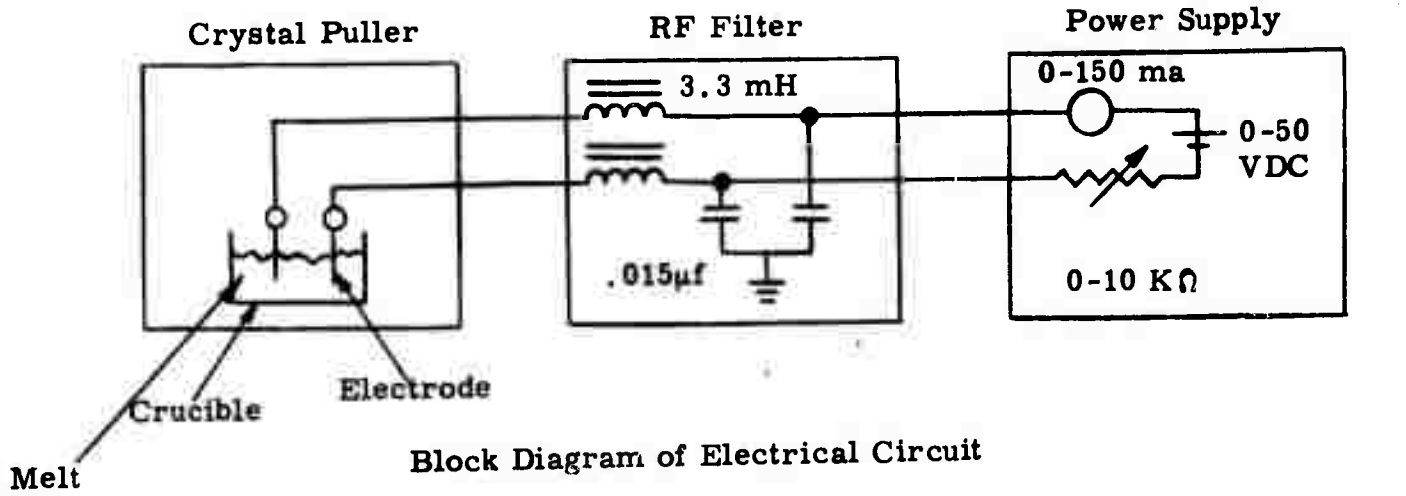 Crystal Puller
RF Filter
Power Supply
3.3 mH
0-150 ma
0-50
VDC
.015µf
0-10 KΩ
Electrode
Crucible
Melt
Block Diagram of Electrical Circuit